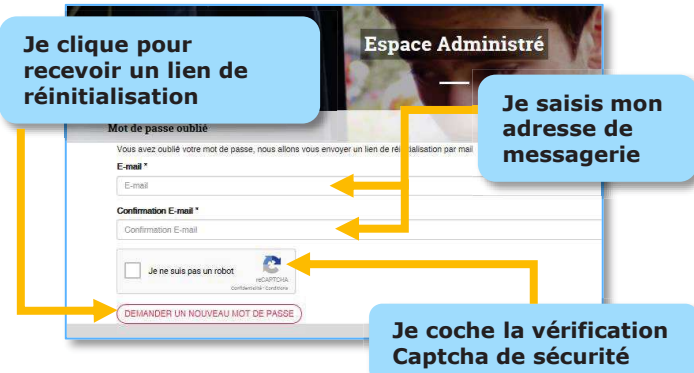 Je clique pour
recevoir un lien de
réinitialisation
Espace Administré
Je saisis mon
adresse de
messagerie
Mot de passe oublié
Vous avez oublié votre mot de passe, nous allons vous envoyer un lien de réinitialisation par mail
E-mail *
E-mail
Confirmation E-mail *
Confirmation E-mail
Je ne suis pas un robot
reCAPTCHA
Confidentialité - Conditions
DEMANDER UN NOUVEAU MOT DE PASSE
Je coche la vérification
Captcha de sécurité